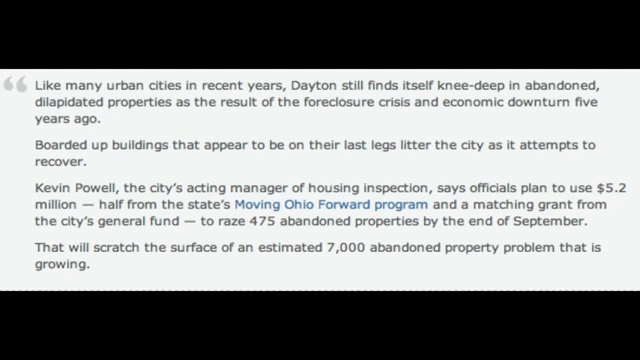 Like many urban cities in recent years, Dayton still finds itself knee-deep in abandoned,
dilapidated properties as the result of the foreclosure crisis and economic downturn five
years ago.
Boarded up buildings that appear to be on their last legs litter the city as it attempts to
recover.
Kevin Powell, the city's acting manager of housing inspection, says officials plan to use $5.2
million — half from the state's Moving Ohio Forward program and a matching grant from
the city's general fund — to raze 475 abandoned properties by the end of September.
That will scratch the surface of an estimated 7,000 abandoned property problem that is
growing.